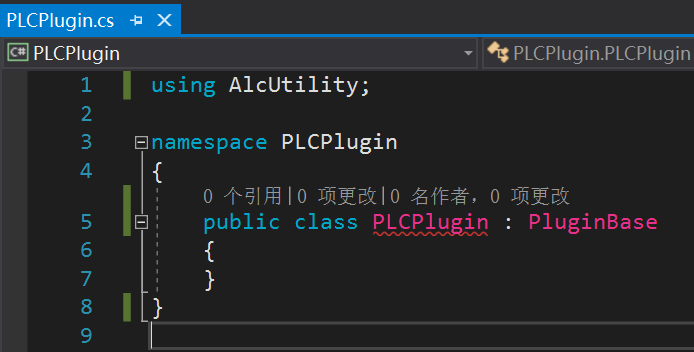 PLCPlugin.cs
C# PLCPlugin PLCPlugin.PLCPlugin
1 using AlcUtility;
2
3 namespace PLCPlugin
4 {
0 个引用|0 项更改|0 名作者, 0 项更改
5 public class PLCPlugin : PluginBase
6 {
7 }
8 }
9